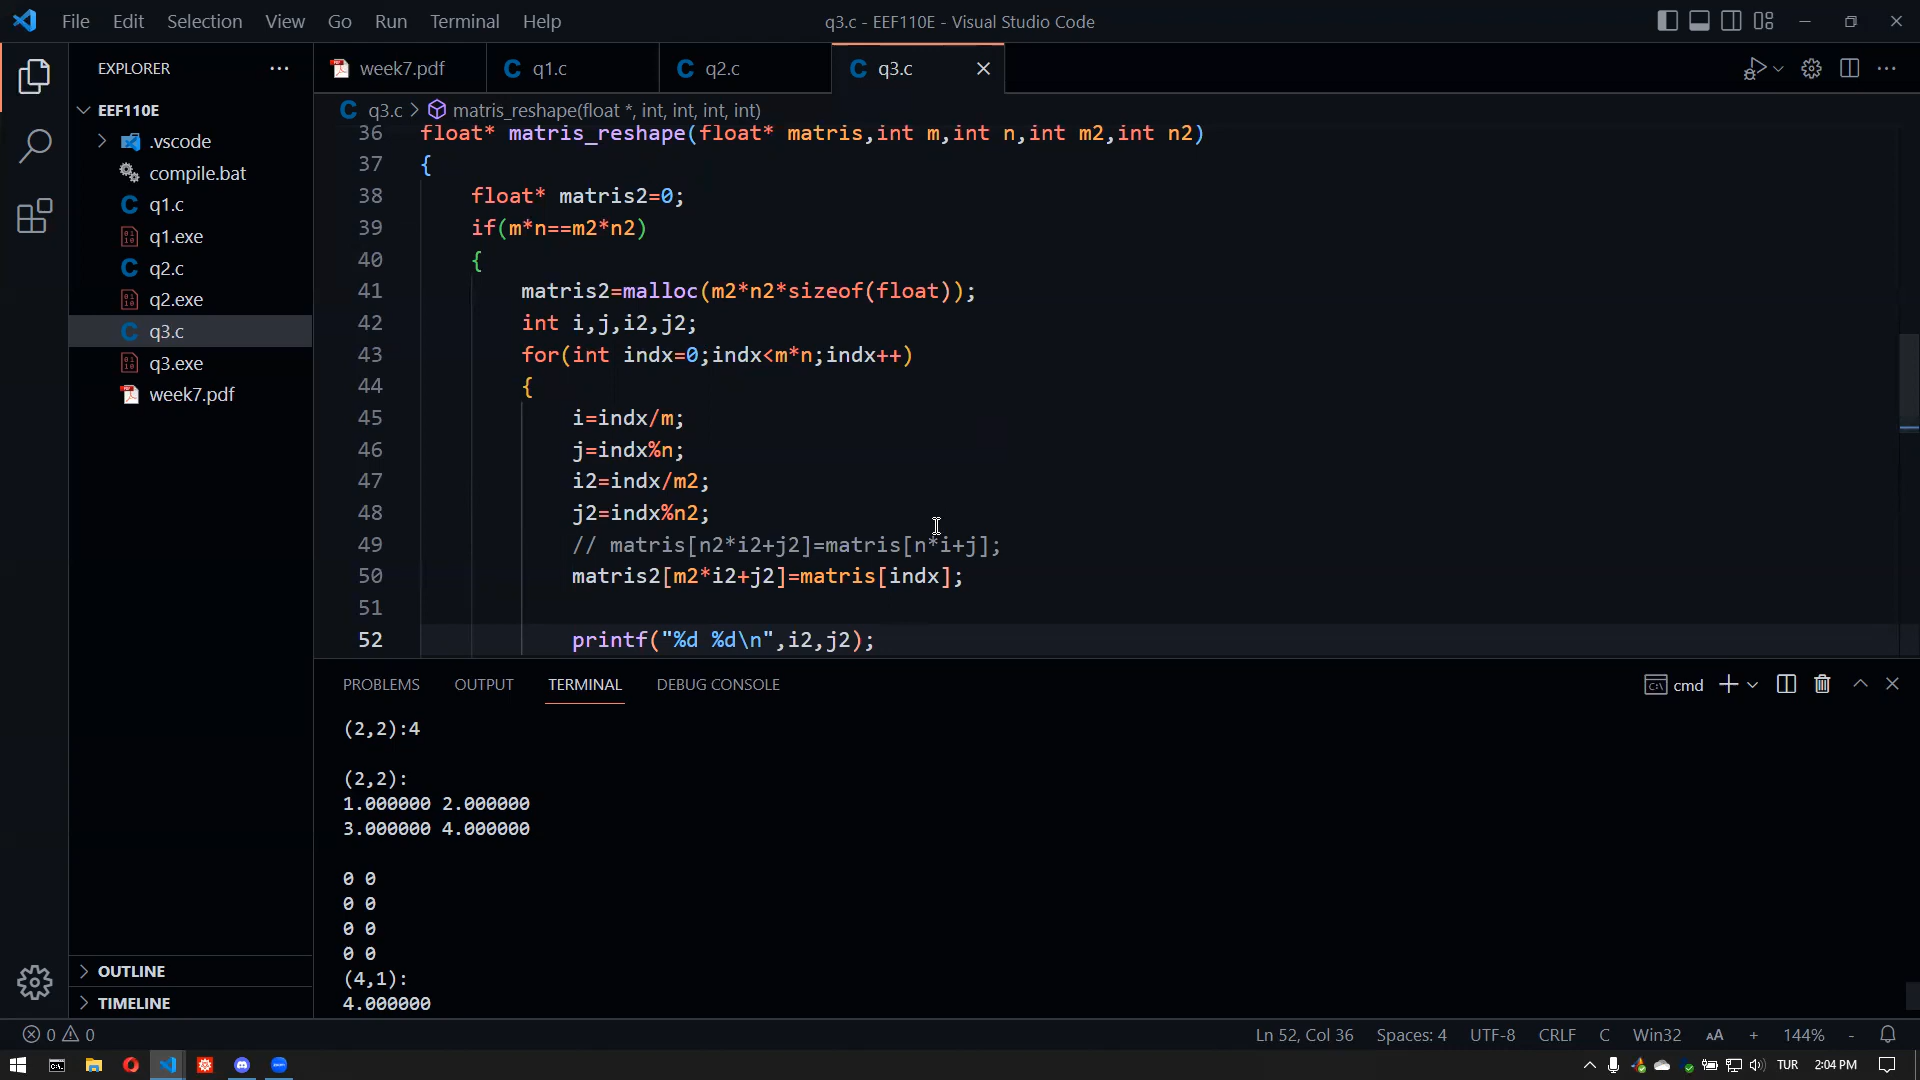 File Edit Selection View Go Run Terminal Help
q3.c - EEF110E - Visual Studio Code
EXPLORER
EEF110E
.vscode
compile.bat
q1.c
q1.exe
q2.c
q2.exe
q3.c
q3.exe
week7.pdf
OUTLINE
TIMELINE
week7.pdf q1.c q2.c q3.c
q3.c > matris_reshape(float *, int, int, int, int)
36 float* matris_reshape(float* matris,int m,int n,int m2,int n2)
37 {
38 float* matris2=0;
39 if(m*n==m2*n2)
40 {
41 matris2=malloc(m2*n2*sizeof(float));
42 int i,j,i2,j2;
43 for(int indx=0;indx<m*n;indx++)
44 {
45 i=indx/m;
46 j=indx%n;
47 i2=indx/m2;
48 j2=indx%n2;
49 // matris[n2*i2+j2]=matris[n*i+j];
50 matris2[m2*i2+j2]=matris[indx];
51
52 printf("%d %d\n",i2,j2);
PROBLEMS OUTPUT TERMINAL DEBUG CONSOLE
cmd
(2,2):4
(2,2):
1.000000 2.000000
3.000000 4.000000
0 0
0 0
0 0
0 0
(4,1):
4.000000
0 0
Ln 52, Col 36 Spaces: 4 UTF-8 CRLF C Win32 AA + 144% -
TUR 2:04 PM